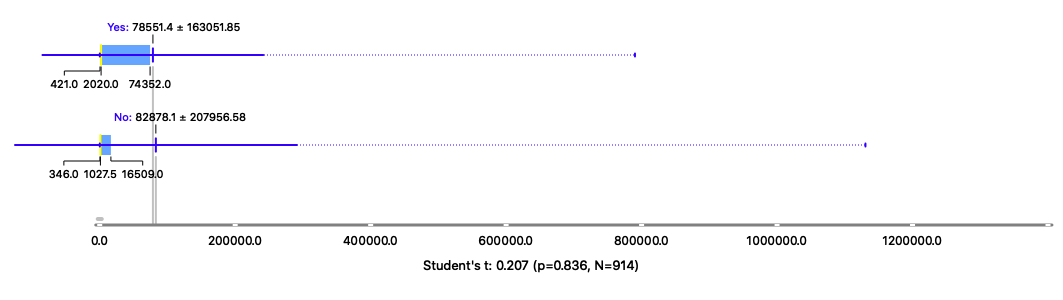 Yes: 78551.4 ± 163051.85
421.0 2020.0 74352.0
No: 82878.1 ± 207956.58
346.0 1027.5 16509.0
0.0 200000.0 400000.0 600000.0 800000.0 1000000.0 1200000.0
Student's t: 0.207 (p=0.836, N=914)